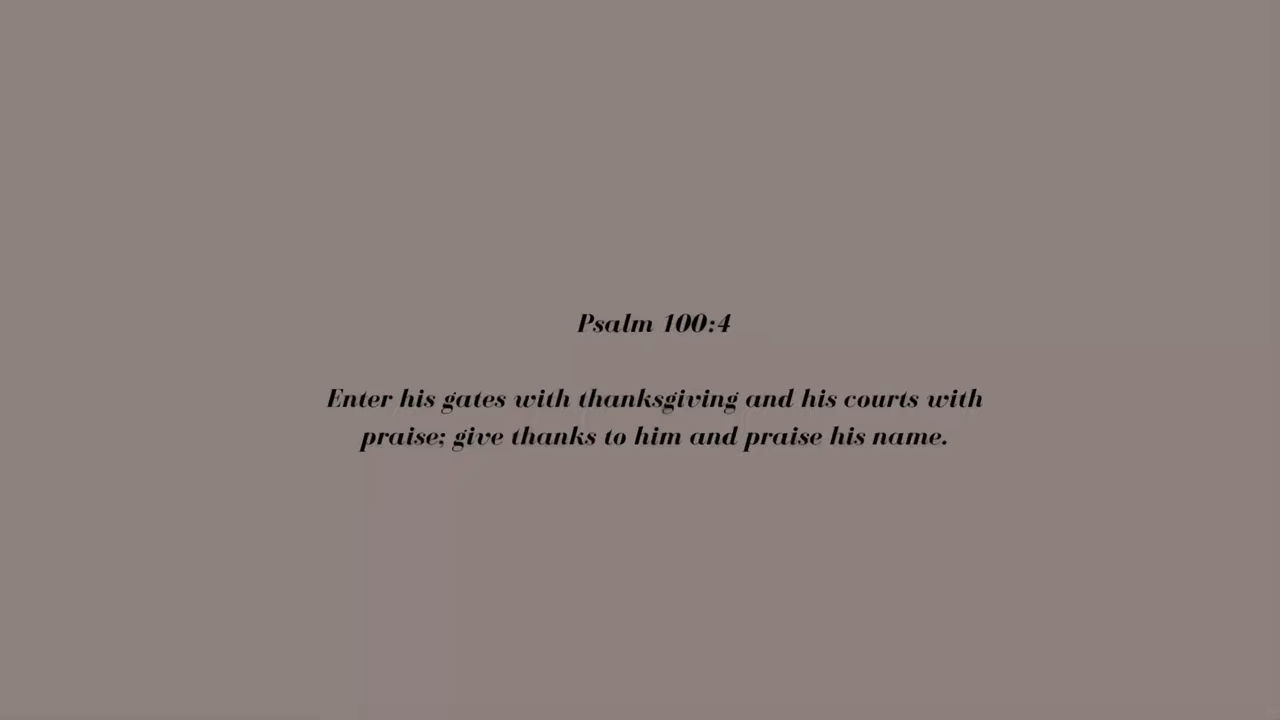 Psalm 100:4
Enter his gates with thanksgiving and his courts with
praise; give thanks to him and praise his name.